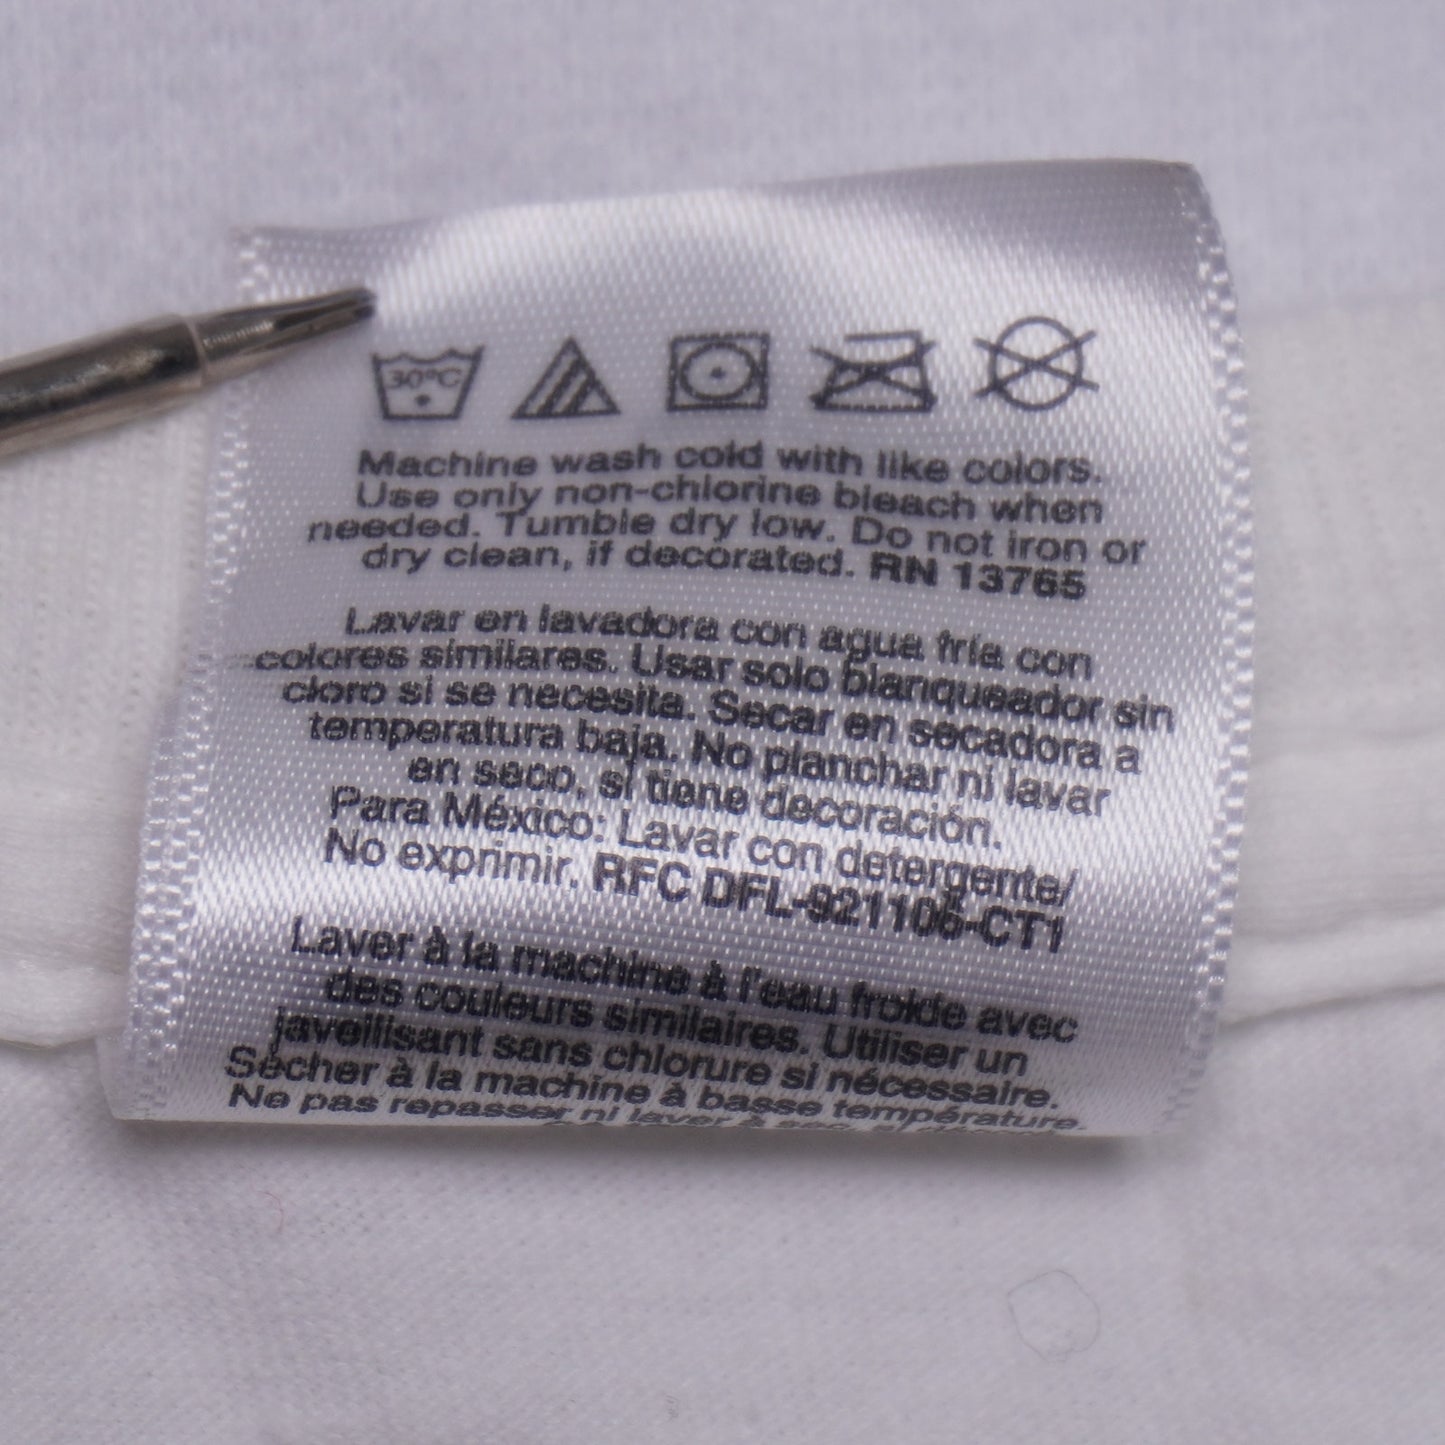 30°C
Machine wash cold with like colors.
Use only non-chlorine bleach when
needed. Tumble dry low. Do not iron or
dry clean, if decorated. RN 13765
Lavar en lavadora con agua fría con
colores similares. Usar solo blanqueador sin
cloro si se necesita. Secar en secadora a
temperatura baja. No planchar ni lavar
en seco, si tiene decoración.
Para México: Lavar con detergente/
No exprimir. RFC DFL-921106-CT1
Laver à la machine à l'eau froide avec
des couleurs similaires. Utiliser un
javellisant sans chlorure si nécessaire.
Sécher à la machine à basse température.
Ne pas repasser ni laver à sec,